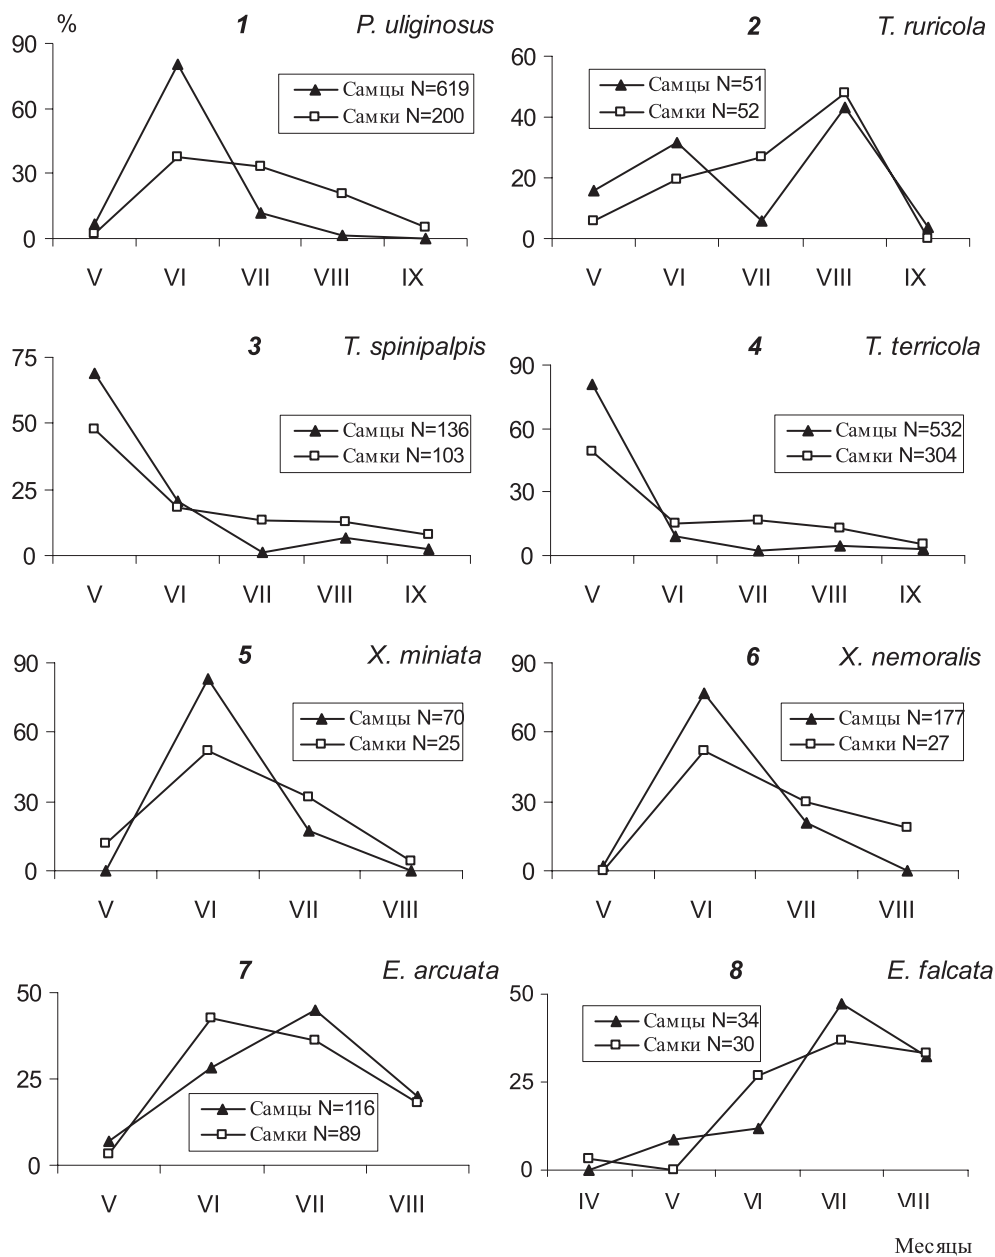 % 1 P. uliginosus
90
60
30
0
Самцы N=619
Самки N=200
V VI VII VIII IX
2 T. ruricola
60
40
20
0
Самцы N=51
Самки N=52
V VI VII VIII IX
3 T. spinipalpis
75
50
25
0
Самцы N=136
Самки N=103
V VI VII VIII IX
4 T. terricola
90
60
30
0
Самцы N=532
Самки N=304
V VI VII VIII IX
5 X. miniata
90
60
30
0
Самцы N=70
Самки N=25
V VI VII VIII
6 X. nemoralis
90
60
30
0
Самцы N=177
Самки N=27
V VI VII VIII
7 E. arcuata
50
25
0
Самцы N=116
Самки N=89
V VI VII VIII
8 E. falcata
50
25
0
Самцы N=34
Самки N=30
IV V VI VII VIII
Месяцы